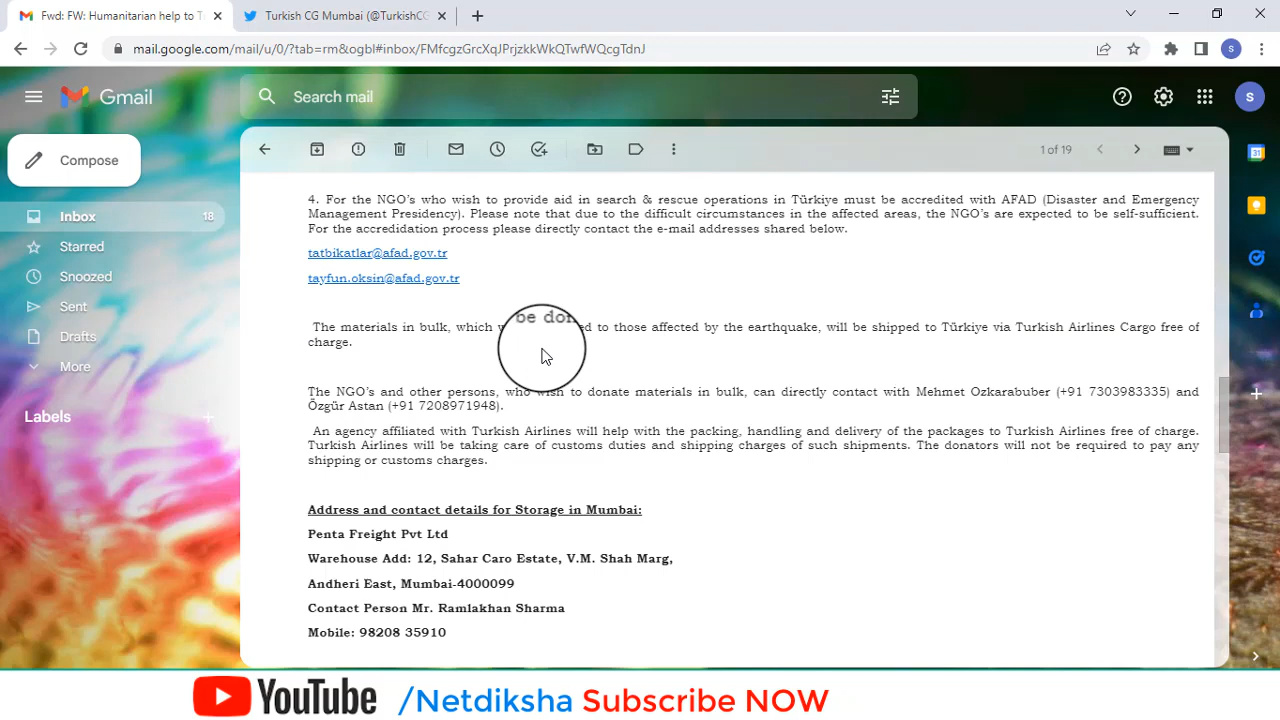 Fwd: FW: Humanitarian help to T
Turkish CG Mumbai (@TurkishCG
mail.google.com/mail/u/0/?tab=rm&ogbl#inbox/FMfcgzGrcXqJPrjzkkWkQTwfWQcgTdnJ
S
Gmail
Search mail
S
Compose
1 of 19
Inbox 18
Starred
Snoozed
Sent
Drafts
More
Labels
4. For the NGO's who wish to provide aid in search & rescue operations in Türkiye must be accredited with AFAD (Disaster and Emergency
Management Presidency). Please note that due to the difficult circumstances in the affected areas, the NGO's are expected to be self-sufficient.
For the accredidation process please directly contact the e-mail addresses shared below.
tatbikatlar@afad.gov.tr
tayfun.oksin@afad.gov.tr
be don
The materials in bulk, which to those affected by the earthquake, will be shipped to Türkiye via Turkish Airlines Cargo free of
charge.
The NGO's and other persons, who wish to donate materials in bulk, can directly contact with Mehmet Ozkarabuber (+91 7303983335) and
Özgür Astan (+91 7208971948).
An agency affiliated with Turkish Airlines will help with the packing, handling and delivery of the packages to Turkish Airlines free of charge.
Turkish Airlines will be taking care of customs duties and shipping charges of such shipments. The donators will not be required to pay any
shipping or customs charges.
Address and contact details for Storage in Mumbai:
Penta Freight Pvt Ltd
Warehouse Add: 12, Sahar Caro Estate, V.M. Shah Marg,
Andheri East, Mumbai-4000099
Contact Person Mr. Ramlakhan Sharma
Mobile: 98208 35910
YouTube /Netdiksha Subscribe NOW